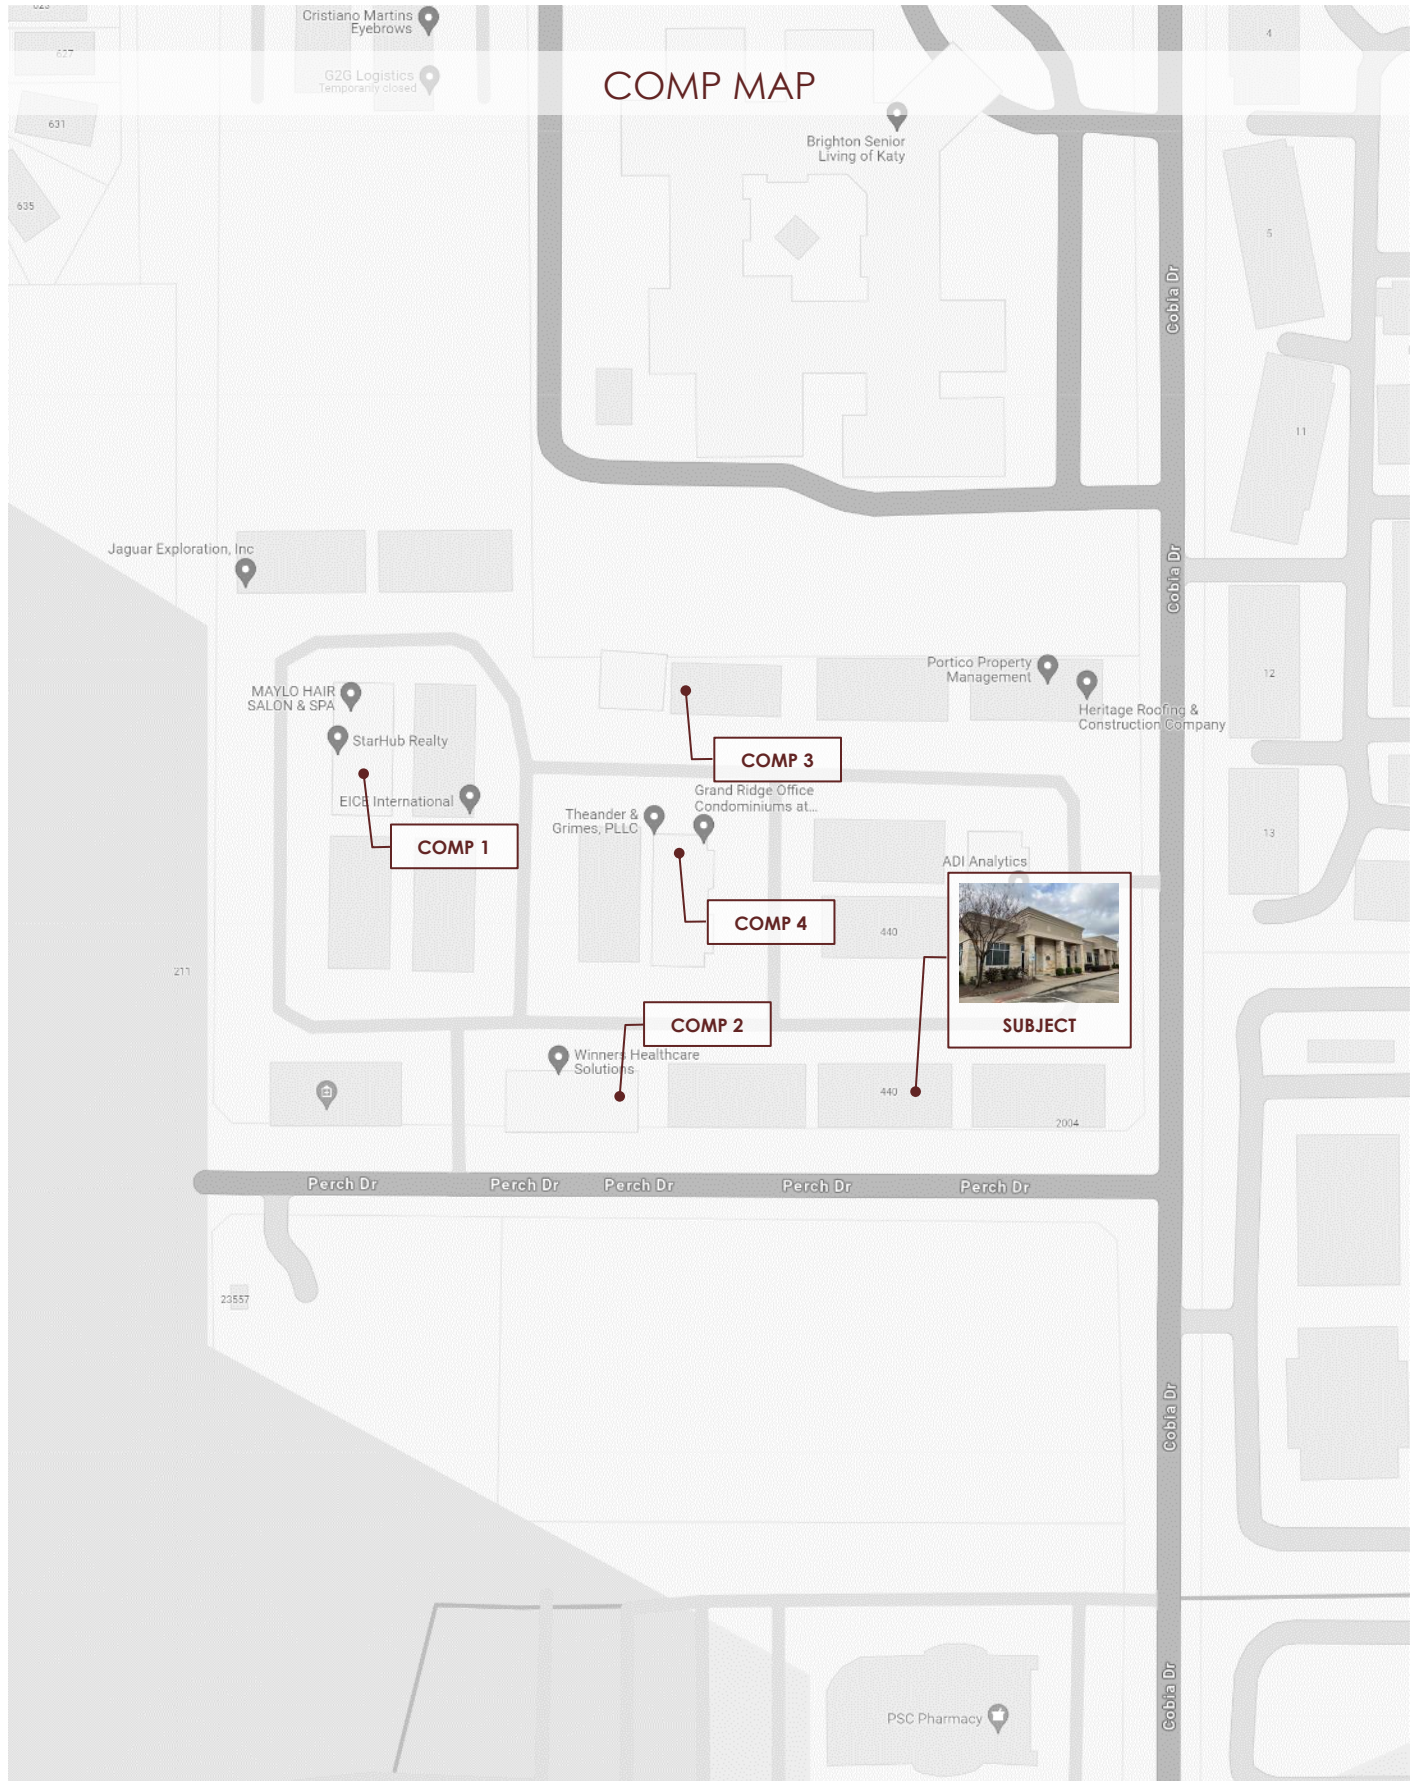 Cristiano Martins
Eyebrows
627
G2G Logistics
Temporarily closed
COMP MAP
4
631
Brighton Senior
Living of Katy
635
5
Cobia Dr
11
Jaguar Exploration, Inc
Cobia Dr
Portico Property
Management
12
MAYLO HAIR
SALON & SPA
Heritage Roofing &
Construction Company
StarHub Realty
COMP 3
EICE International
Grand Ridge Office
Condominiums at...
Theander &
Grimes, PLLC
13
COMP 1
ADI Analytics
COMP 4
440
211
COMP 2
SUBJECT
Winners Healthcare
Solutions
440
2004
Perch Dr
Perch Dr
Perch Dr
Perch Dr
Perch Dr
23557
Cobia Dr
Cobia Dr
PSC Pharmacy